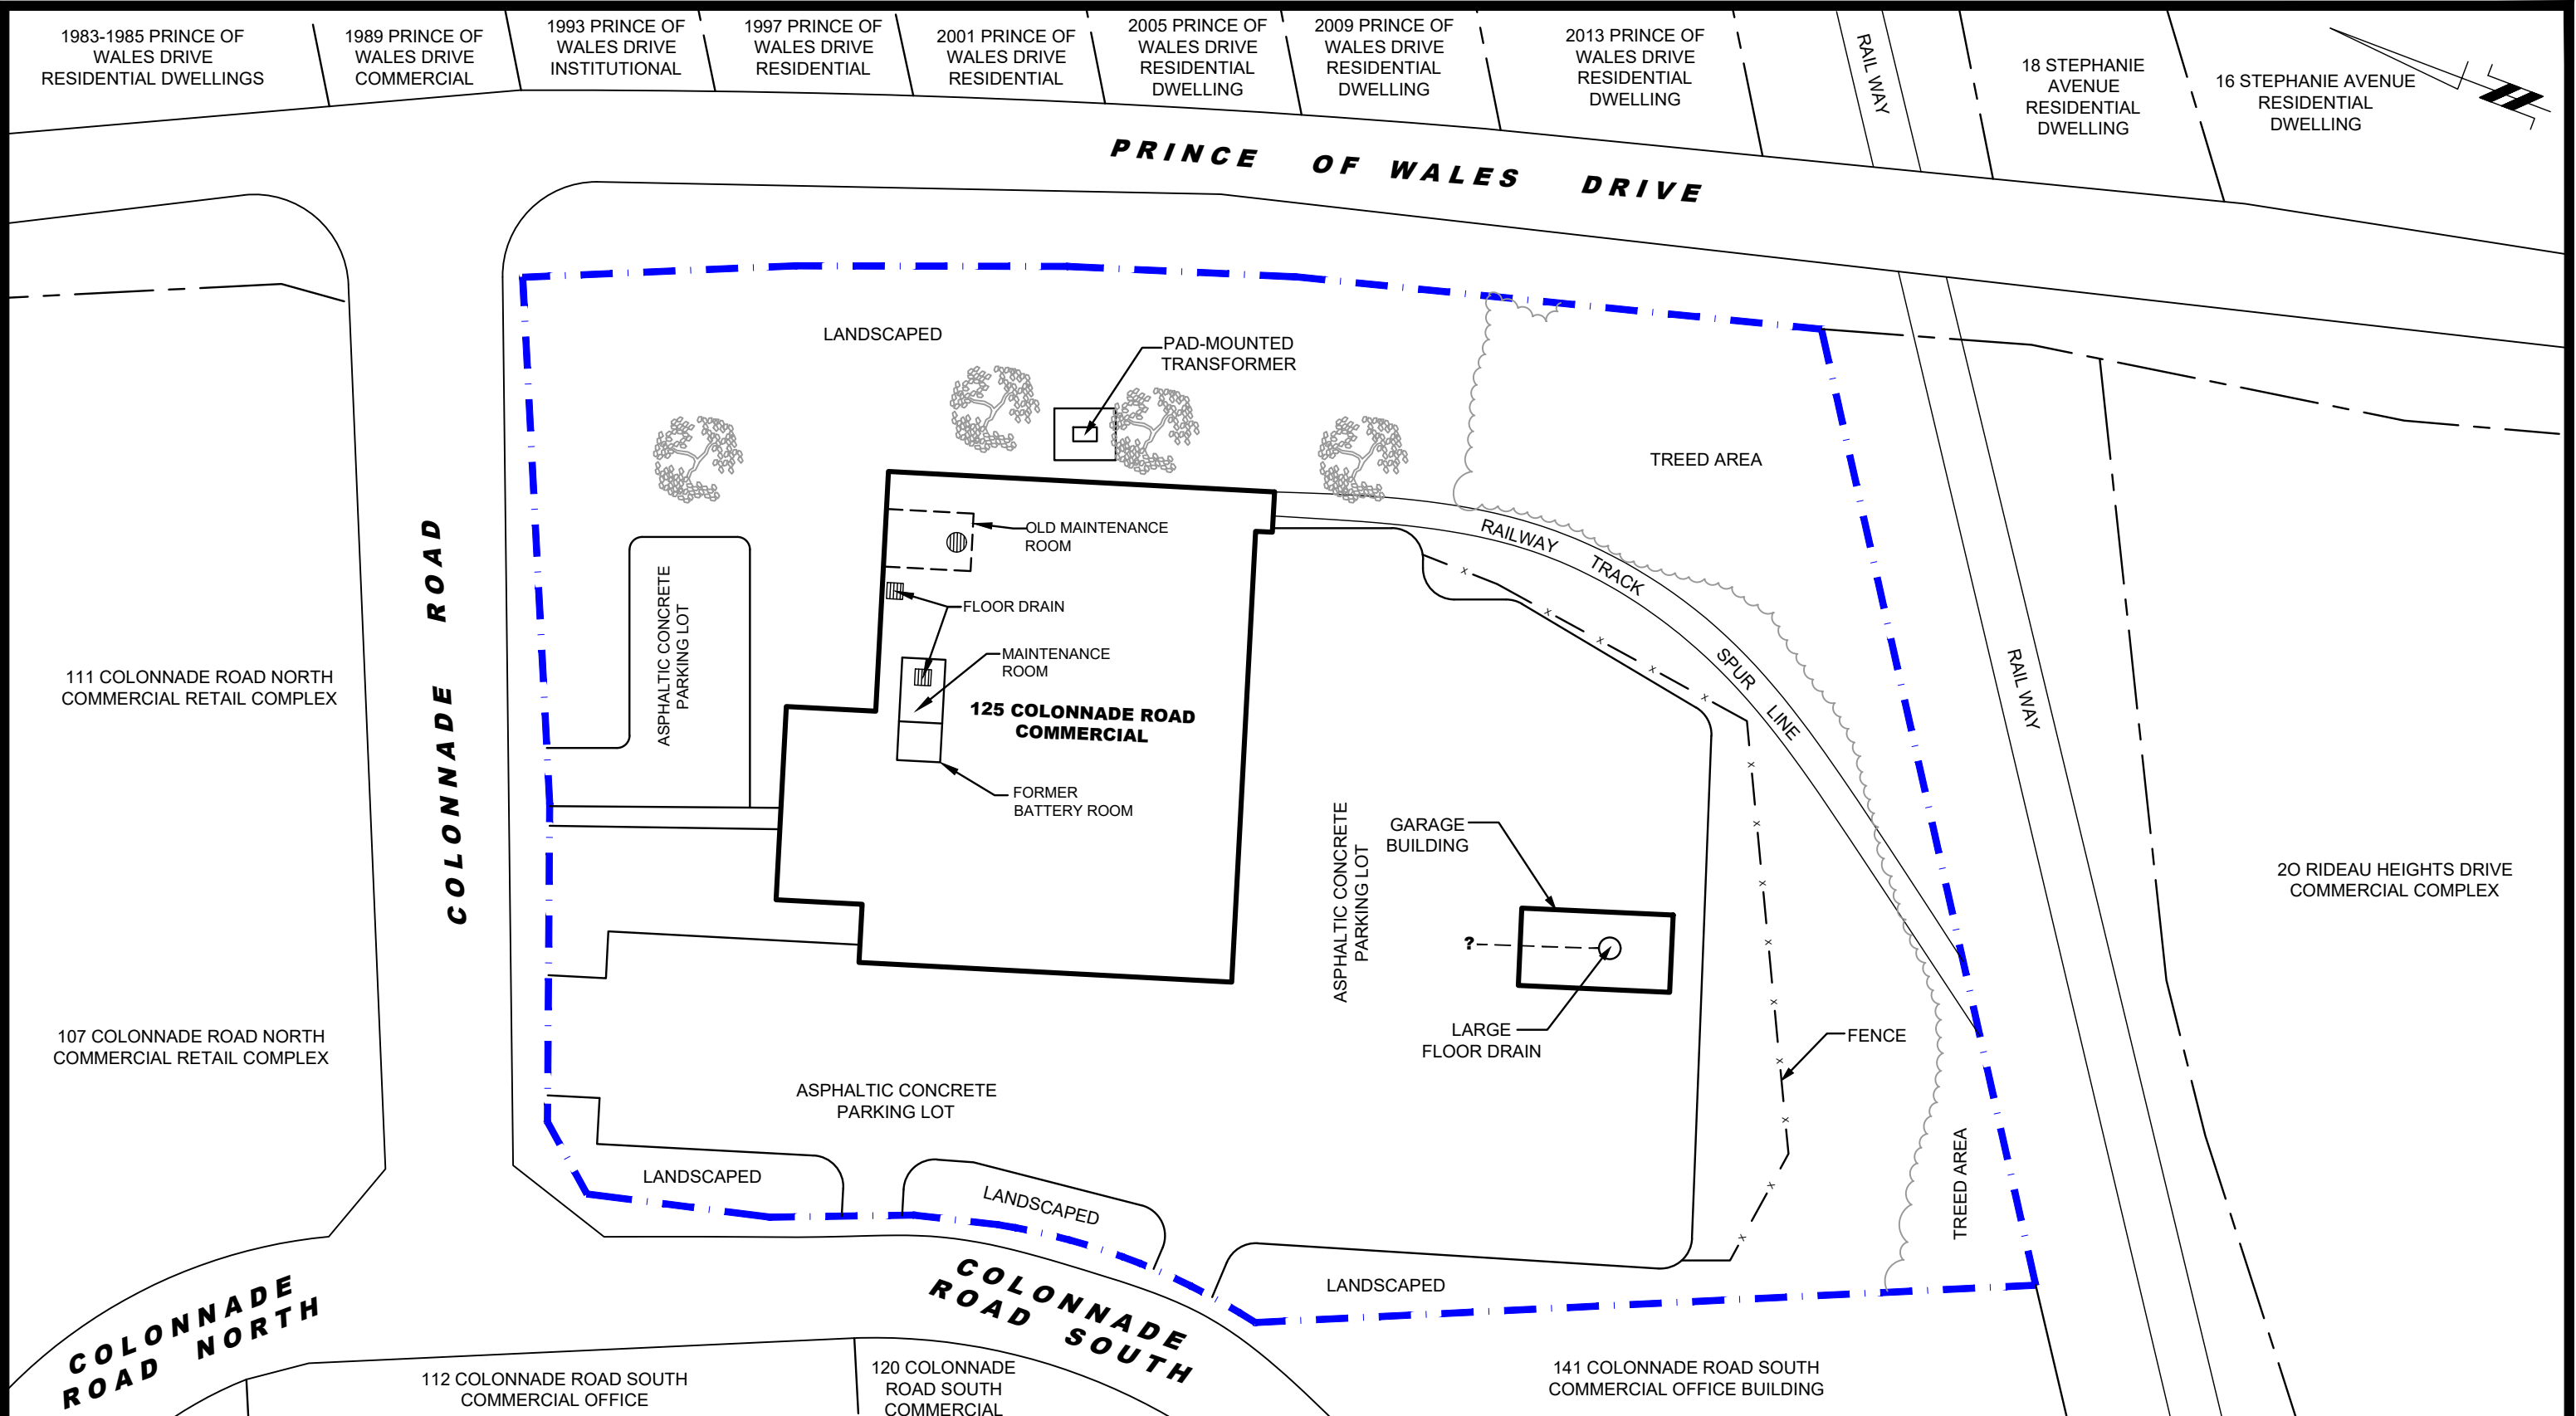 1983-1985 PRINCE OF
WALES DRIVE
RESIDENTIAL DWELLINGS
1989 PRINCE OF
WALES DRIVE
COMMERCIAL
1993 PRINCE OF
WALES DRIVE
INSTITUTIONAL
1997 PRINCE OF
WALES DRIVE
RESIDENTIAL
2001 PRINCE OF
WALES DRIVE
RESIDENTIAL
2005 PRINCE OF
WALES DRIVE
RESIDENTIAL
DWELLING
2009 PRINCE OF
WALES DRIVE
RESIDENTIAL
DWELLING
2013 PRINCE OF
WALES DRIVE
RESIDENTIAL
DWELLING
RAIL WAY
18 STEPHANIE
AVENUE
RESIDENTIAL
DWELLING
16 STEPHANIE AVENUE
RESIDENTIAL
DWELLING
PRINCE OF WALES DRIVE
LANDSCAPED
PAD-MOUNTED
TRANSFORMER
TREED AREA
OLD MAINTENANCE
ROOM
RAILWAY TRACK SPUR LINE
COLONNADE ROAD
ASPHALTIC CONCRETE
PARKING LOT
FLOOR DRAIN
MAINTENANCE
ROOM
125 COLONNADE ROAD
COMMERCIAL
FORMER
BATTERY ROOM
111 COLONNADE ROAD NORTH
COMMERCIAL RETAIL COMPLEX
RAIL WAY
ASPHALTIC CONCRETE
PARKING LOT
GARAGE
BUILDING
?
2O RIDEAU HEIGHTS DRIVE
COMMERCIAL COMPLEX
107 COLONNADE ROAD NORTH
COMMERCIAL RETAIL COMPLEX
LARGE
FLOOR DRAIN
FENCE
ASPHALTIC CONCRETE
PARKING LOT
TREED AREA
LANDSCAPED
LANDSCAPED
LANDSCAPED
COLONNADE
ROAD NORTH
COLONNADE
ROAD SOUTH
112 COLONNADE ROAD SOUTH
COMMERCIAL OFFICE
120 COLONNADE
ROAD SOUTH
COMMERCIAL
141 COLONNADE ROAD SOUTH
COMMERCIAL OFFICE BUILDING